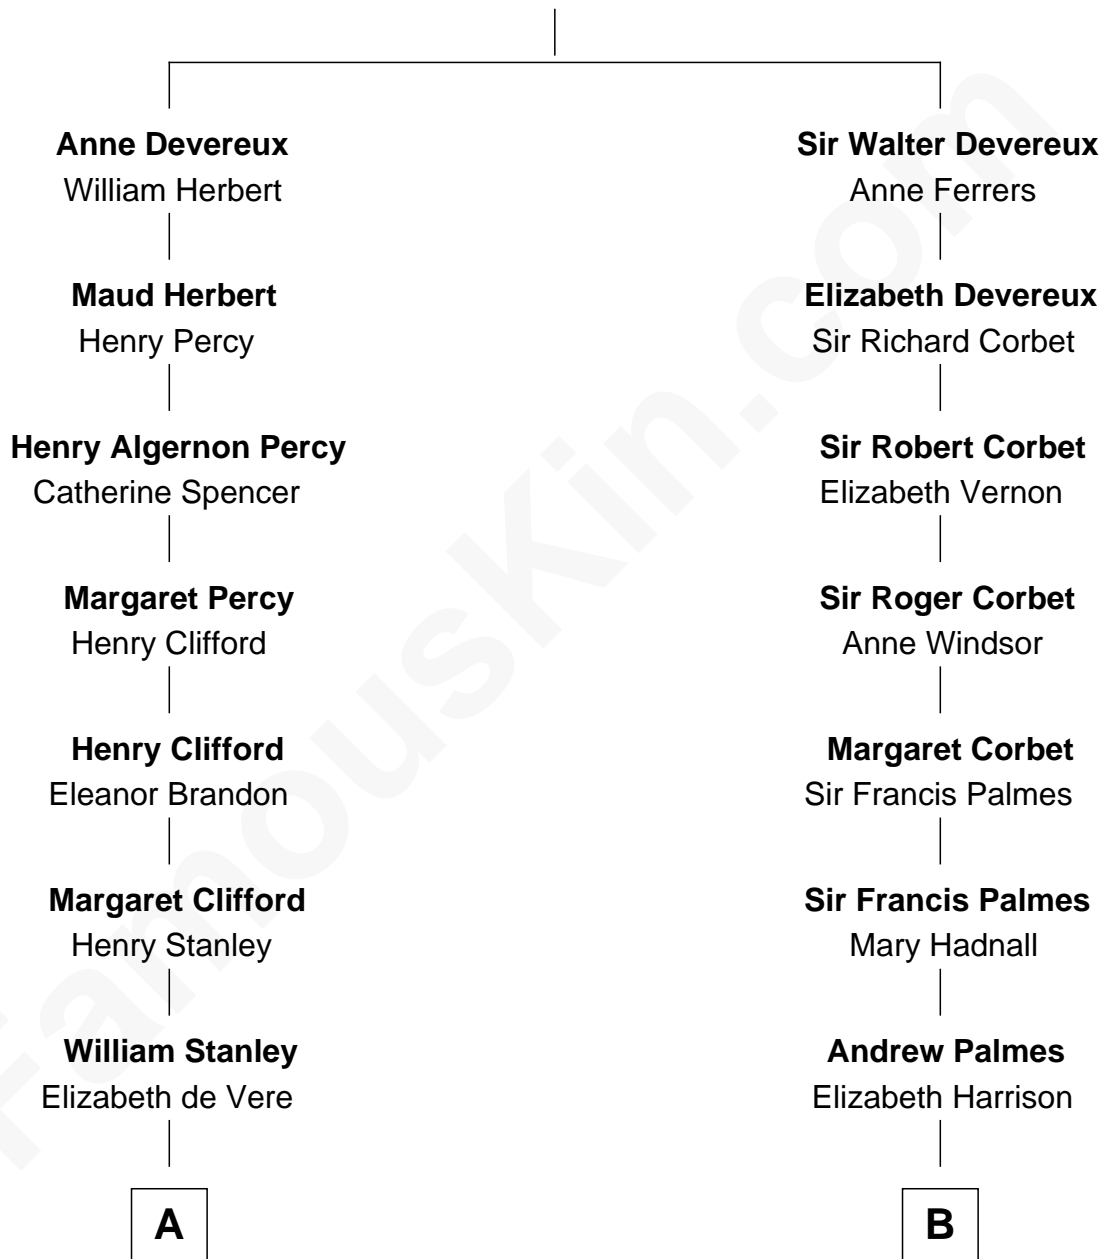 Anne Devereux
William Herbert
Maud Herbert
Henry Percy
Henry Algernon Percy
Catherine Spencer
Margaret Percy
Henry Clifford
Henry Clifford
Eleanor Brandon
Margaret Clifford
Henry Stanley
William Stanley
Elizabeth de Vere
A
Sir Walter Devereux
Anne Ferrers
Elizabeth Devereux
Sir Richard Corbet
Sir Robert Corbet
Elizabeth Vernon
Sir Roger Corbet
Anne Windsor
Margaret Corbet
Sir Francis Palmes
Sir Francis Palmes
Mary Hadnall
Andrew Palmes
Elizabeth Harrison
B
FamousKin.com